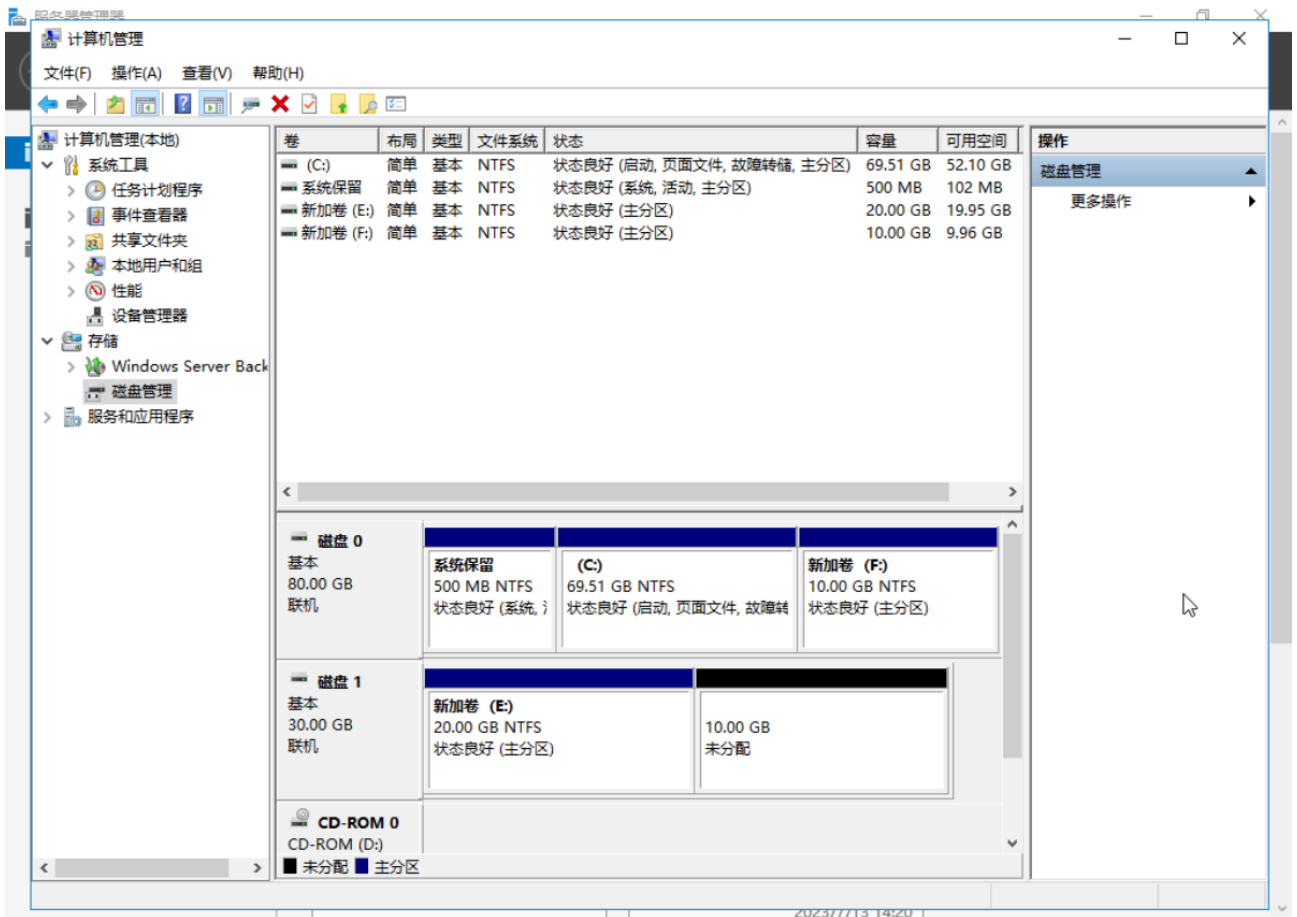 服务器管理器
计算机管理
文件(F) 操作(A) 查看(V) 帮助(H)
计算机管理(本地)
系统工具
任务计划程序
事件查看器
共享文件夹
本地用户和组
性能
设备管理器
存储
Windows Server Back
磁盘管理
服务和应用程序
卷 布局 类型 文件系统 状态 容量 可用空间
(C:) 简单 基本 NTFS 状态良好 (启动, 页面文件, 故障转储, 主分区) 69.51 GB 52.10 GB
系统保留 简单 基本 NTFS 状态良好 (系统, 活动, 主分区) 500 MB 102 MB
新加卷 (E:) 简单 基本 NTFS 状态良好 (主分区) 20.00 GB 19.95 GB
新加卷 (F:) 简单 基本 NTFS 状态良好 (主分区) 10.00 GB 9.96 GB
操作
磁盘管理
更多操作
磁盘 0
基本
80.00 GB
联机
系统保留
500 MB NTFS
状态良好 (系统,
(C:)
69.51 GB NTFS
状态良好 (启动, 页面文件, 故障转
新加卷 (F:)
10.00 GB NTFS
状态良好 (主分区)
磁盘 1
基本
30.00 GB
联机
新加卷 (E:)
20.00 GB NTFS
状态良好 (主分区)
10.00 GB
未分配
CD-ROM 0
CD-ROM (D:)
未分配 主分区
2023/7/13 14:20